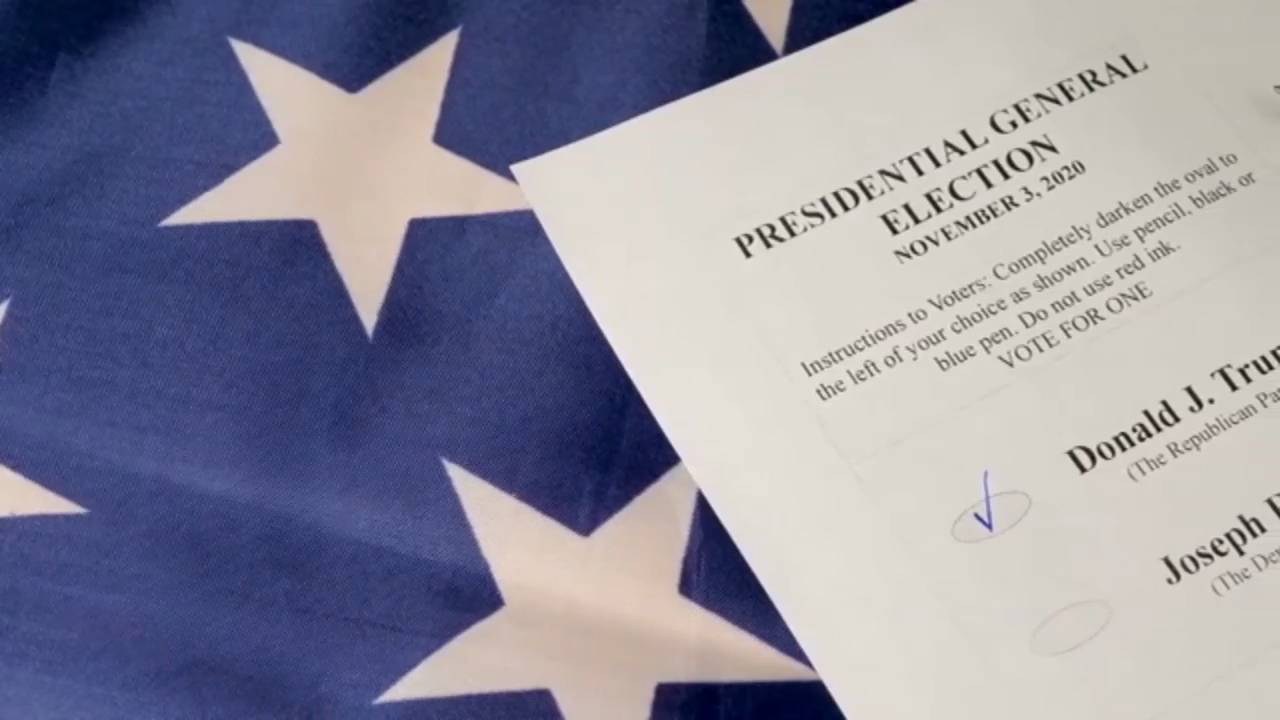 PRESIDENTIAL GENERAL
ELECTION
NOVEMBER 3, 2020
Instructions to Voters: Completely darken the oval to
the left of your choice as shown. Use pencil, black or
blue pen. Do not use red ink.
VOTE FOR ONE
Donald J. Trum
(The Republican Pa
Joseph
(The De